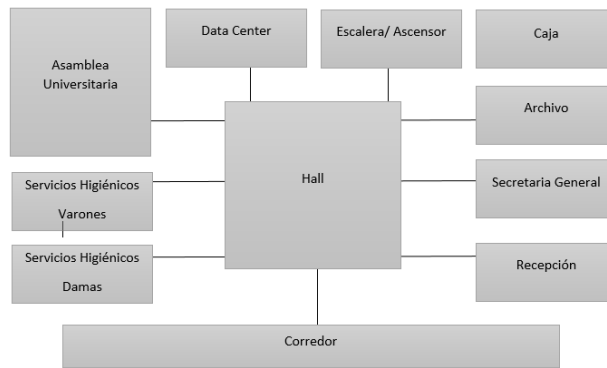 Asamblea
Universitaria
Data Center
Escalera/ Ascensor
Caja
Archivo
Hall
Servicios Higiénicos
Varones
Secretaria General
Servicios Higiénicos
Damas
Recepción
Corredor